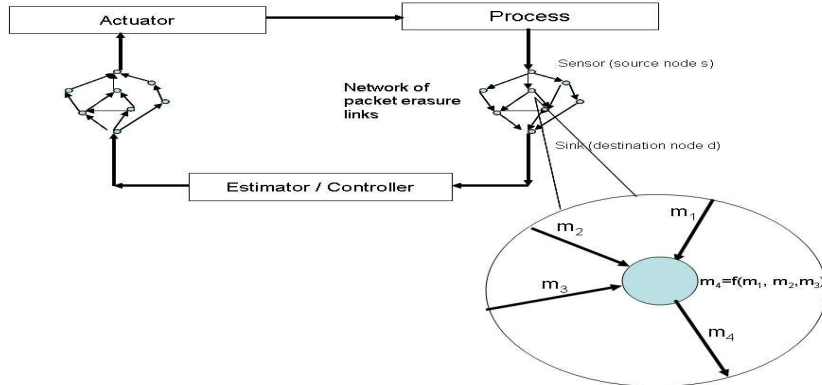 Actuator
Process
Sensor (source node s)
Network of
packet erasure
links
Sink (destination node d)
Estimator / Controller
m1
m2
m4=f(m1, m2,m3)
m3
m4